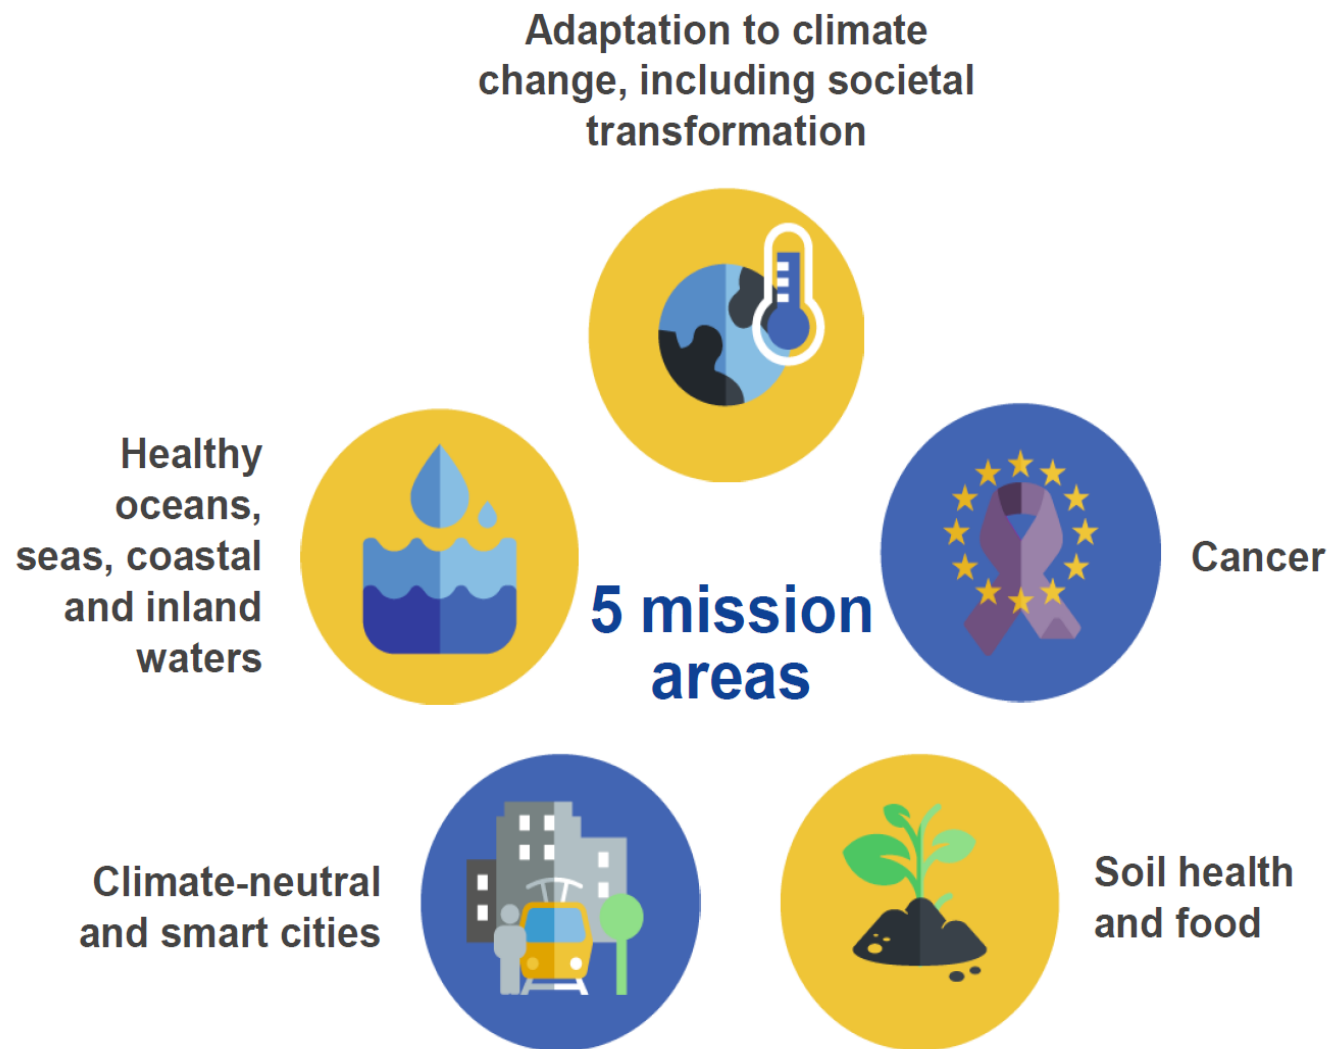 Adaptation to climate
change, including societal
transformation
Healthy
oceans,
seas, coastal
and inland
waters
5 mission
areas
Cancer
Climate-neutral
and smart cities
Soil health
and food